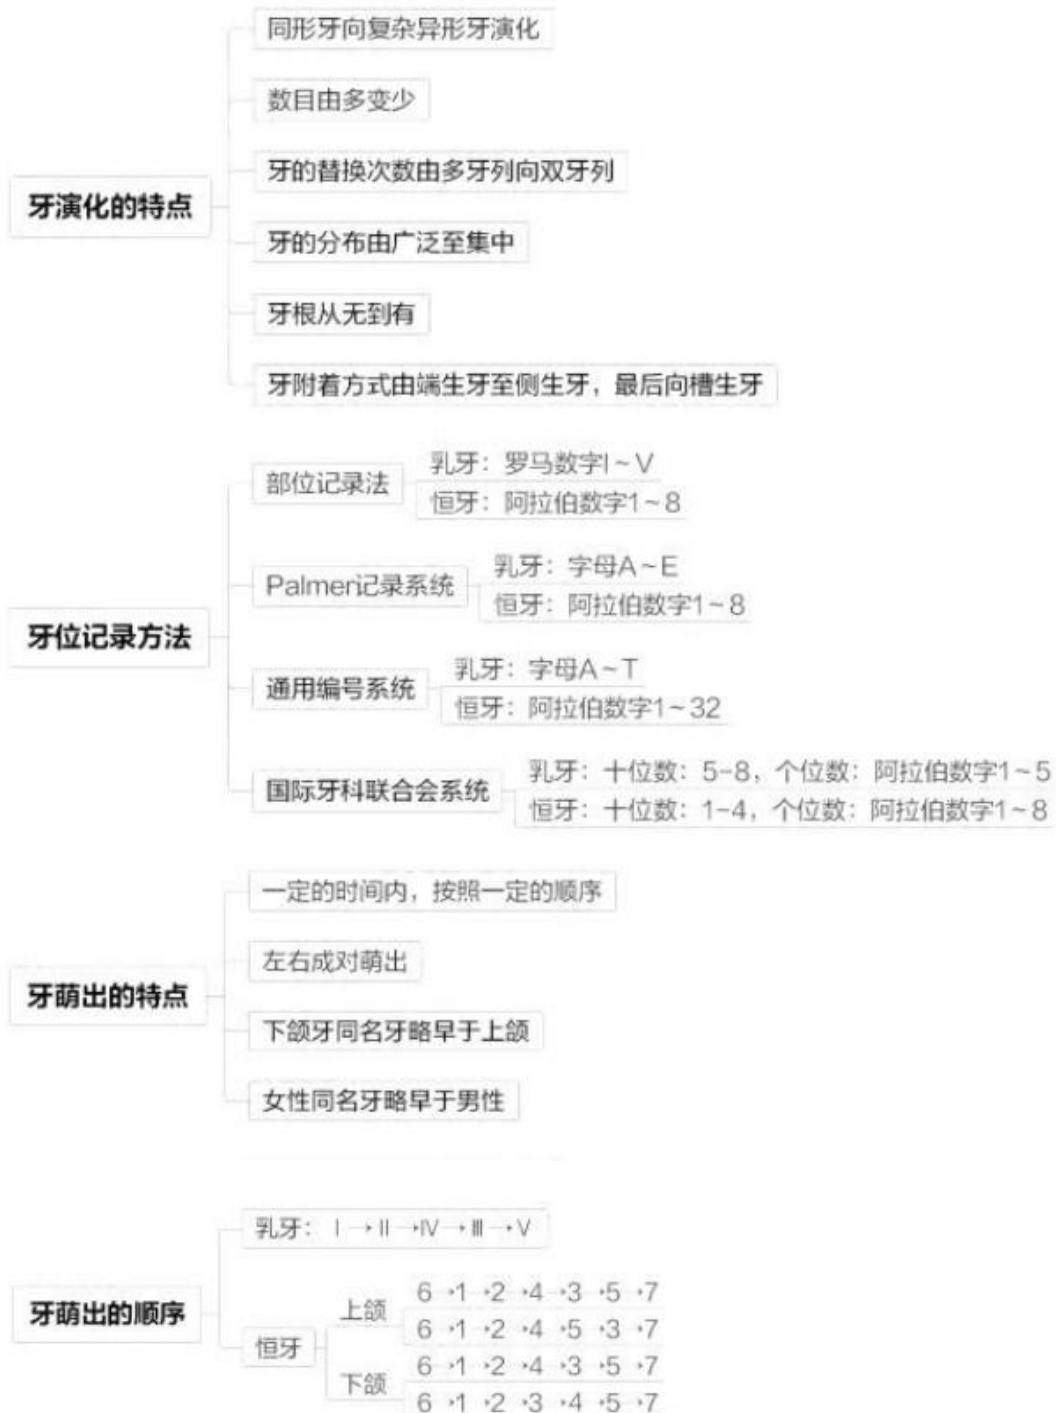 牙演化的特点
同形牙向复杂异形牙演化
数目由多变少
牙的替换次数由多牙列向双牙列
牙的分布由广泛至集中
牙根从无到有
牙附着方式由端生牙至侧生牙，最后向槽生牙
牙位记录方法
部位记录法
乳牙：罗马数字I~V
恒牙：阿拉伯数字1~8
Palmer记录系统
乳牙：字母A~E
恒牙：阿拉伯数字1~8
通用编号系统
乳牙：字母A~T
恒牙：阿拉伯数字1~32
国际牙科联合会系统
乳牙：十位数：5-8，个位数：阿拉伯数字1~5
恒牙：十位数：1-4，个位数：阿拉伯数字1~8
牙萌出的特点
一定的时间内，按照一定的顺序
左右成对萌出
下颌牙同名牙略早于上颌
女性同名牙略早于男性
牙萌出的顺序
乳牙：Ⅰ→Ⅱ→Ⅳ→Ⅲ→Ⅴ
恒牙
上颌
6→1→2→4→3→5→7
6→1→2→4→5→3→7
下颌
6→1→2→4→3→5→7
6→1→2→3→4→5→7